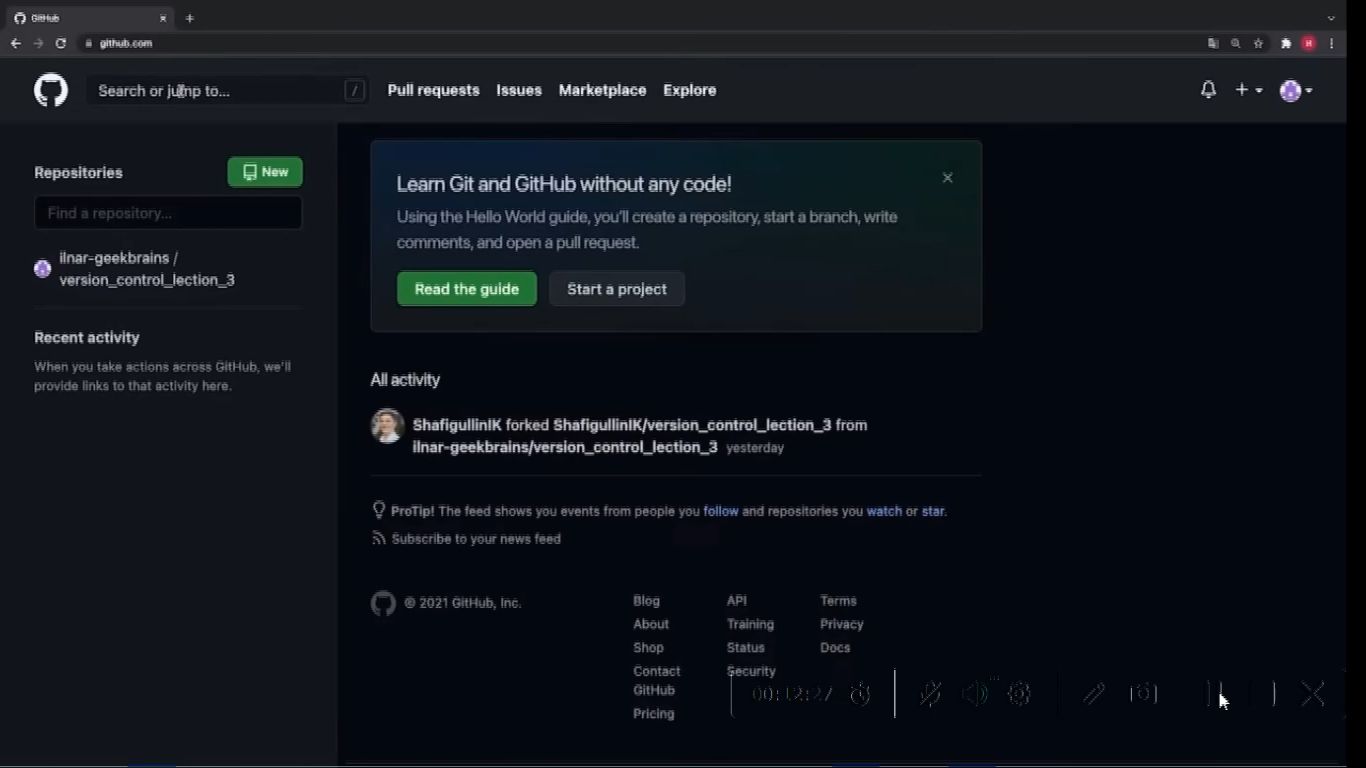 GitHub
github.com
Search or jump to...
/
Pull requests
Issues
Marketplace
Explore
Repositories
New
Find a repository...
ilnar-geekbrains /
version_control_lection_3
Recent activity
When you take actions across GitHub, we'll
provide links to that activity here.
Learn Git and GitHub without any code!
Using the Hello World guide, you'll create a repository, start a branch, write
comments, and open a pull request.
Read the guide
Start a project
All activity
ShafigullinIK forked ShafigullinIK/version_control_lection_3 from
ilnar-geekbrains/version_control_lection_3 yesterday
ProTip! The feed shows you events from people you follow and repositories you watch or star.
Subscribe to your news feed
© 2021 GitHub, Inc.
Blog
About
Shop
Contact
GitHub
Pricing
API
Training
Status
Security
Terms
Privacy
Docs
00:12:27